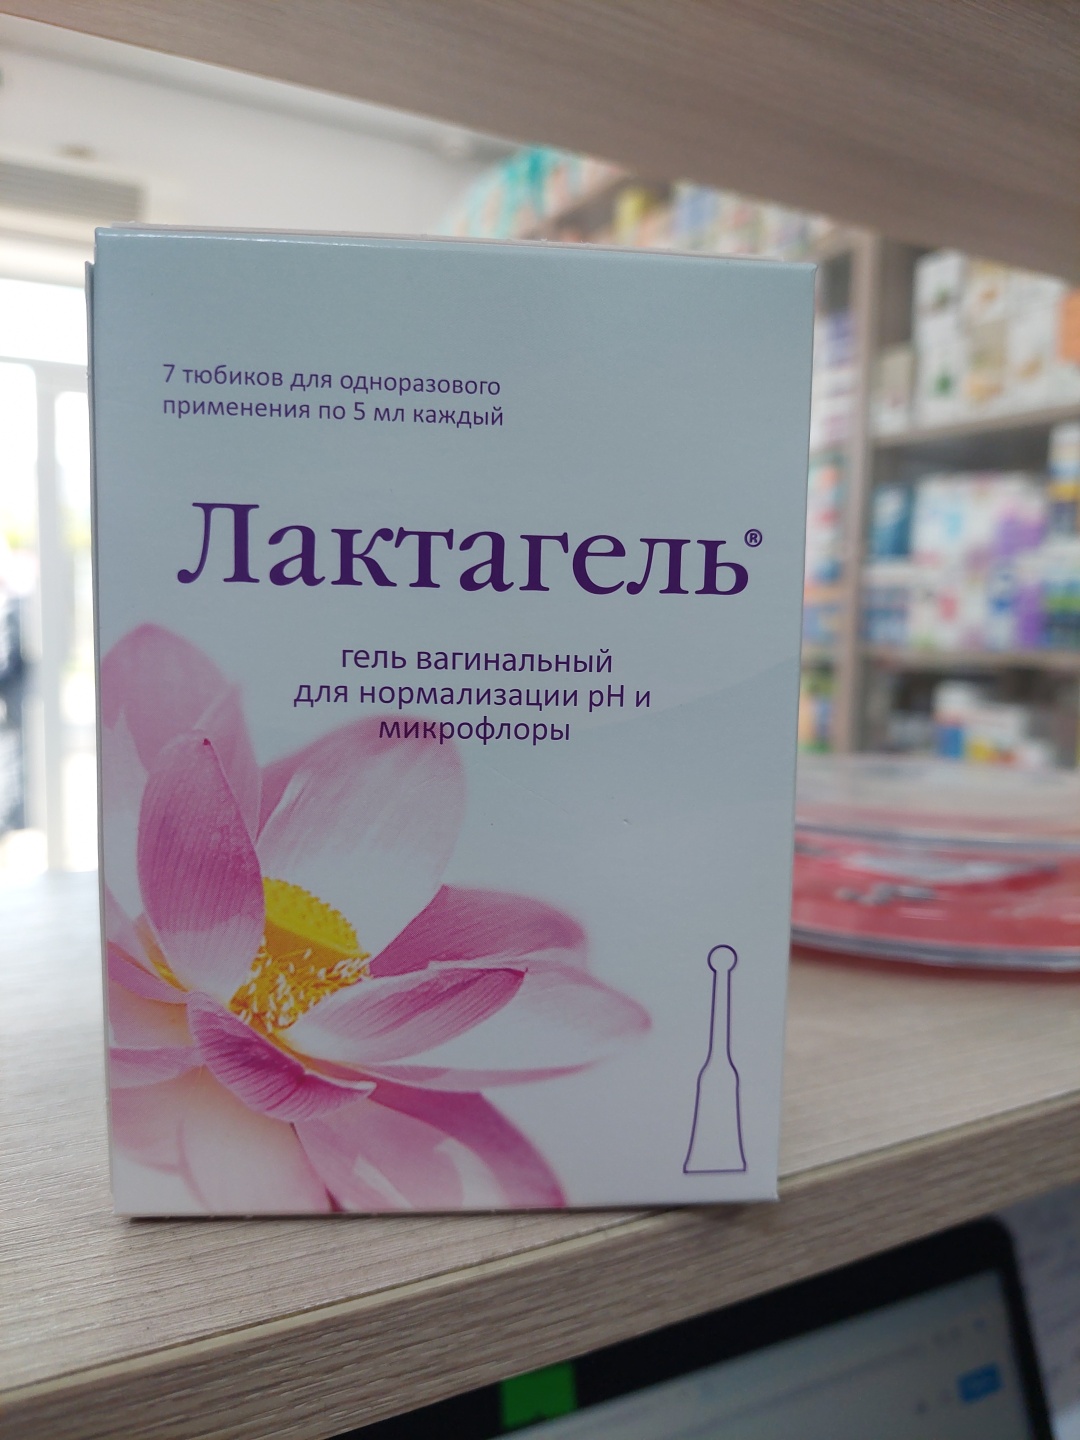 7 тюбиков для одноразового
применения по 5 мл каждый
Лактагель®
гель вагинальный
для нормализации pH и
микрофлоры